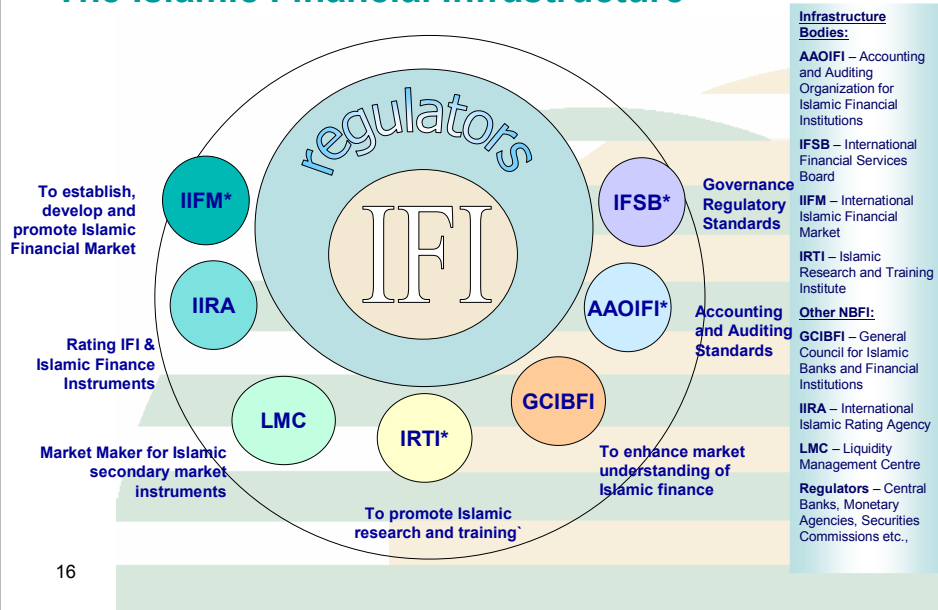 The Islamic Financial Infrastructure
regulators
IFI
IIFM*
To establish,
develop and
promote Islamic
Financial Market
IIRA
Rating IFI &
Islamic Finance
Instruments
LMC
Market Maker for Islamic
secondary market
instruments
IRTI*
To promote Islamic
research and training`
GCIBFI
To enhance market
understanding of
Islamic finance
AAOIFI*
Accounting
and Auditing
Standards
IFSB*
Governance
Regulatory
Standards
Infrastructure
Bodies:
AAOIFI – Accounting
and Auditing
Organization for
Islamic Financial
Institutions
IFSB – International
Financial Services
Board
IIFM – International
Islamic Financial
Market
IRTI – Islamic
Research and Training
Institute
Other NBFI:
GCIBFI – General
Council for Islamic
Banks and Financial
Institutions
IIRA – International
Islamic Rating Agency
LMC – Liquidity
Management Centre
Regulators – Central
Banks, Monetary
Agencies, Securities
Commissions etc.,
16